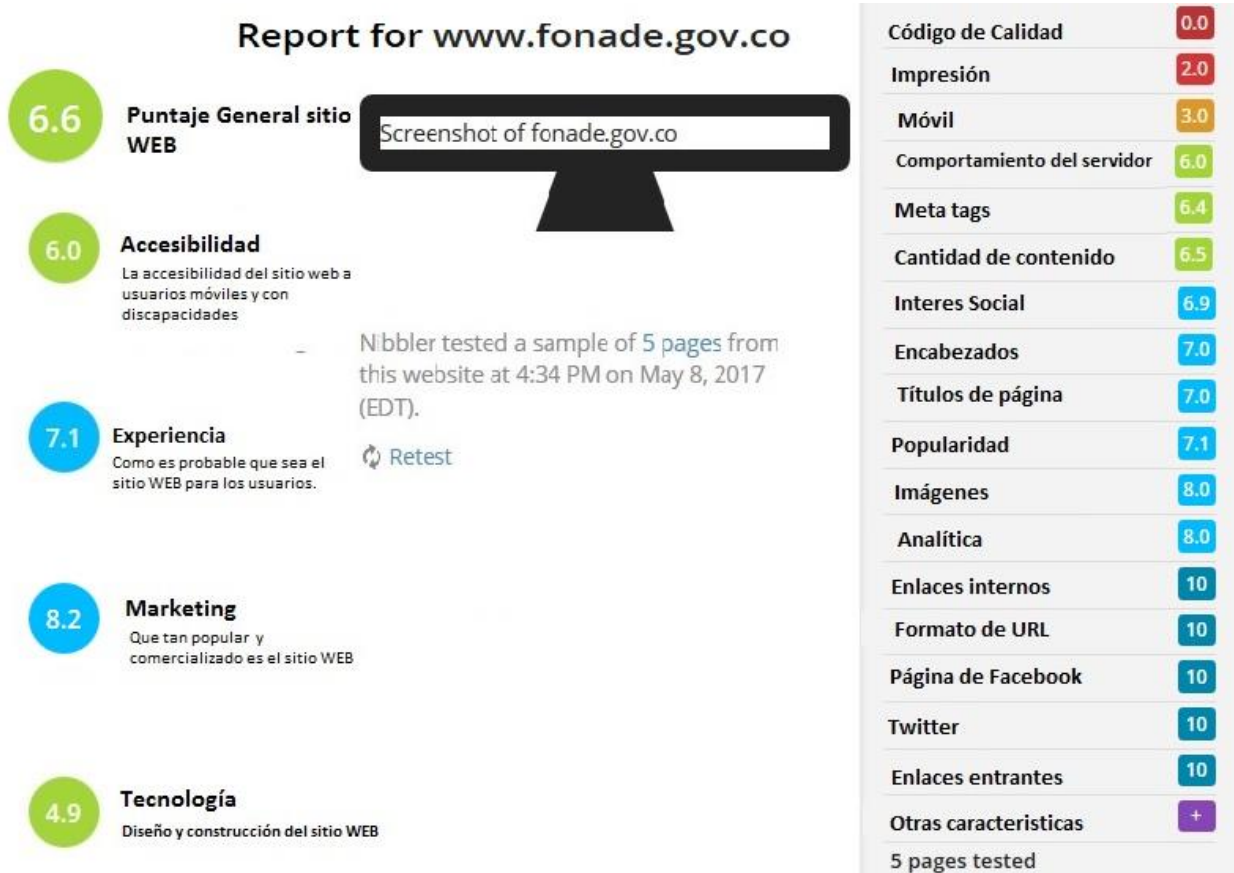 Report for www.fonade.gov.co
6.6
Puntaje General sitio
WEB
Screenshot of fonade.gov.co
6.0
Accesibilidad
La accesibilidad del sitio web a
usuarios móviles y con
discapacidades
Nibbler tested a sample of 5 pages from
this website at 4:34 PM on May 8, 2017
(EDT).
Retest
7.1
Experiencia
Como es probable que sea el
sitio WEB para los usuarios.
8.2
Marketing
Que tan popular y
comercializado es el sitio WEB
4.9
Tecnología
Diseño y construcción del sitio WEB
Código de Calidad 0.0
Impresión 2.0
Móvil 3.0
Comportamiento del servidor 6.0
Meta tags 6.4
Cantidad de contenido 6.5
Interes Social 6.9
Encabezados 7.0
Títulos de página 7.0
Popularidad 7.1
Imágenes 8.0
Analítica 8.0
Enlaces internos 10
Formato de URL 10
Página de Facebook 10
Twitter 10
Enlaces entrantes 10
Otras caracteristicas +
5 pages tested